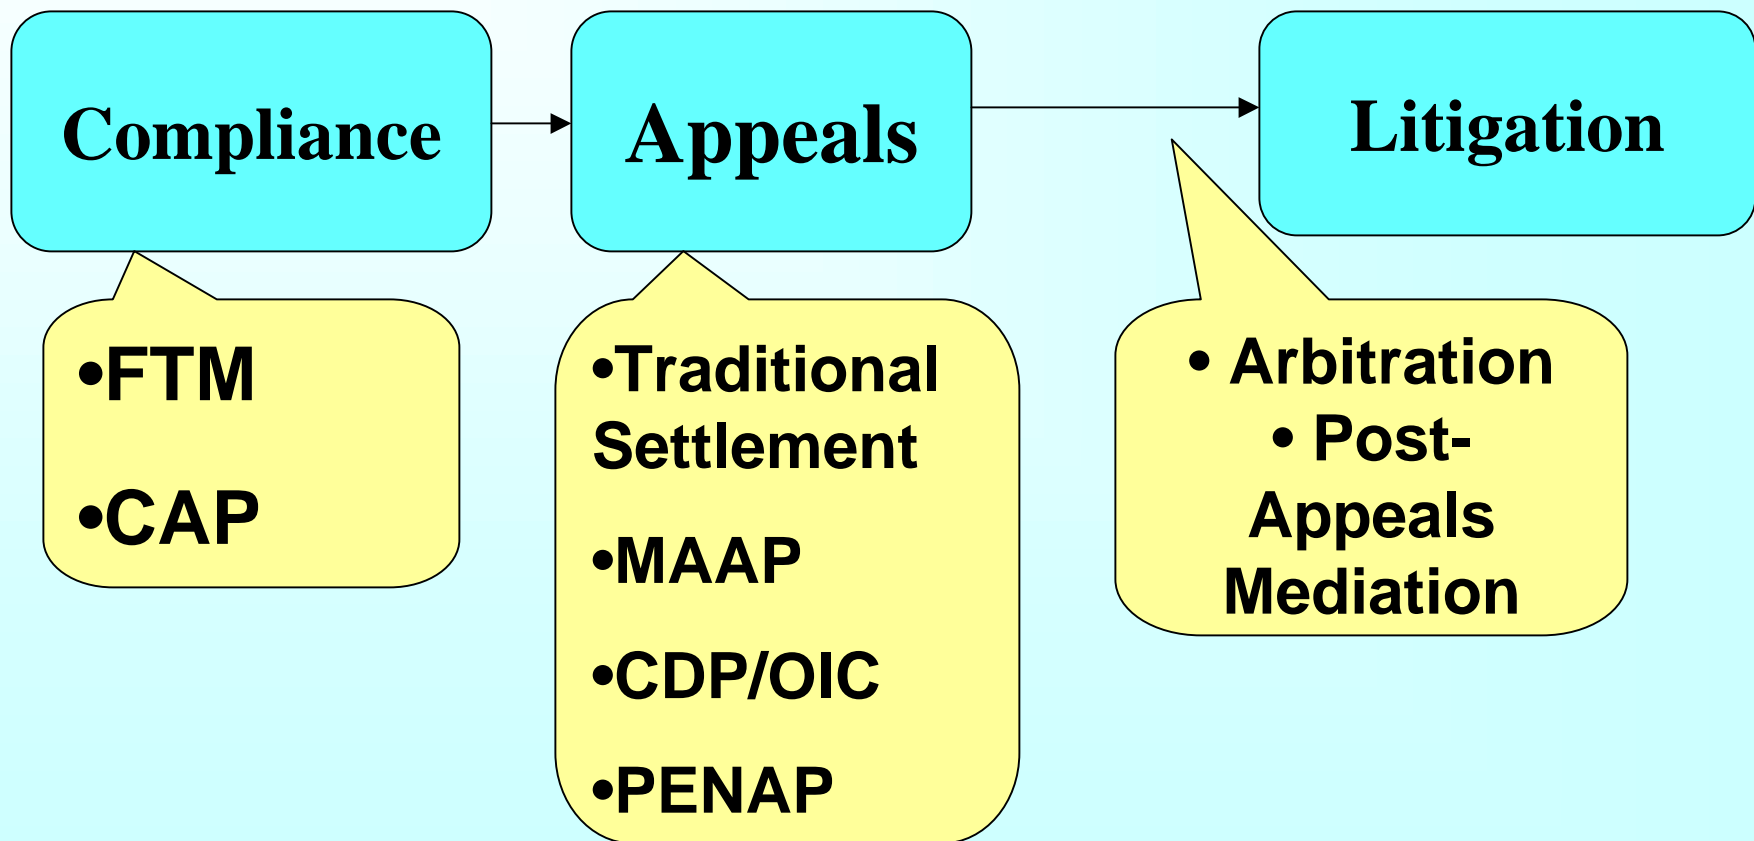 Compliance
Appeals
Litigation
•FTM
•CAP
•Traditional
Settlement
•MAAP
•CDP/OIC
•PENAP
• Arbitration
• Post-
Appeals
Mediation